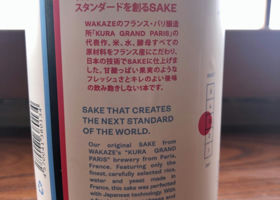 スタンダードを創るSAKE
WAKAZEのフランス・パリ醸造
所「KURA GRAND PARIS」の
代表作。米、水、酵母すべての
原材料をフランス産にこだわり、
日本の技術でSAKEに仕上げま
した。甘酸っぱい果実のような
フレッシュさとキレのよい後味
の飲み飽きしない1本です。
SAKE THAT CREATES
THE NEXT STANDARD
OF THE WORLD.
Our original SAKE from
WAKAZE's "KURA GRAND
PARIS" brewery from Paris,
France. Featuring only the
finest, carefully selected rice,
water and yeast made in
France, this sake was perfected
with Japanese technology. With